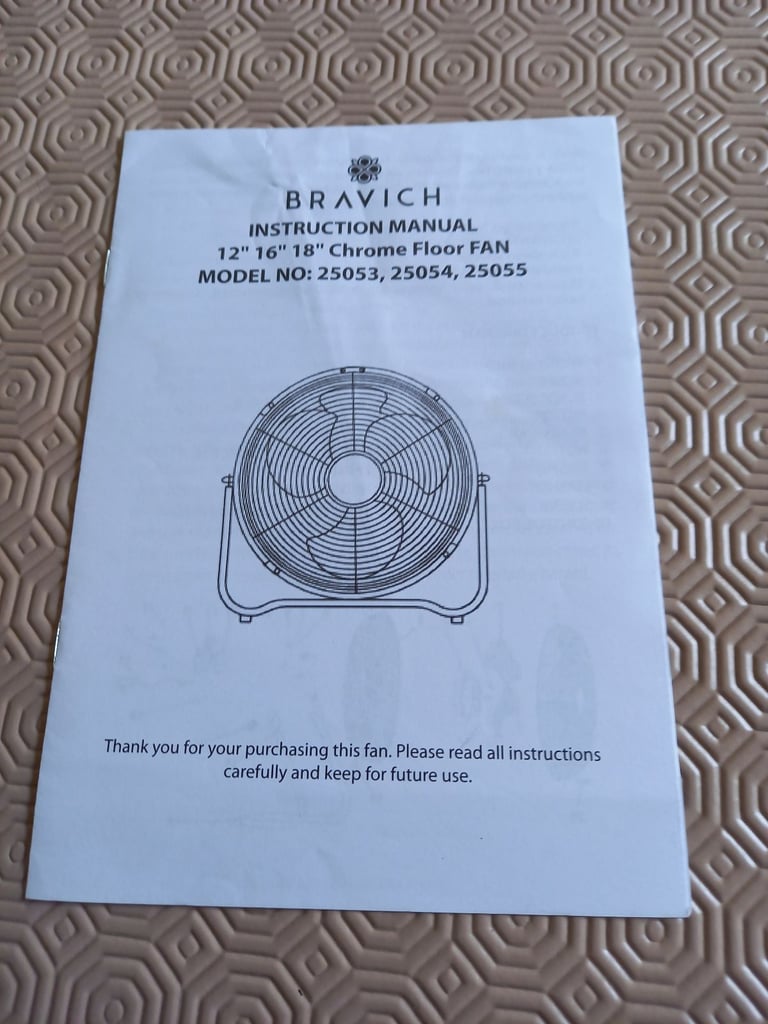 BRAVICH
INSTRUCTION MANUAL
12" 16" 18" Chrome Floor FAN
MODEL NO: 25053, 25054, 25055
Thank you for your purchasing this fan. Please read all instructions
carefully and keep for future use.